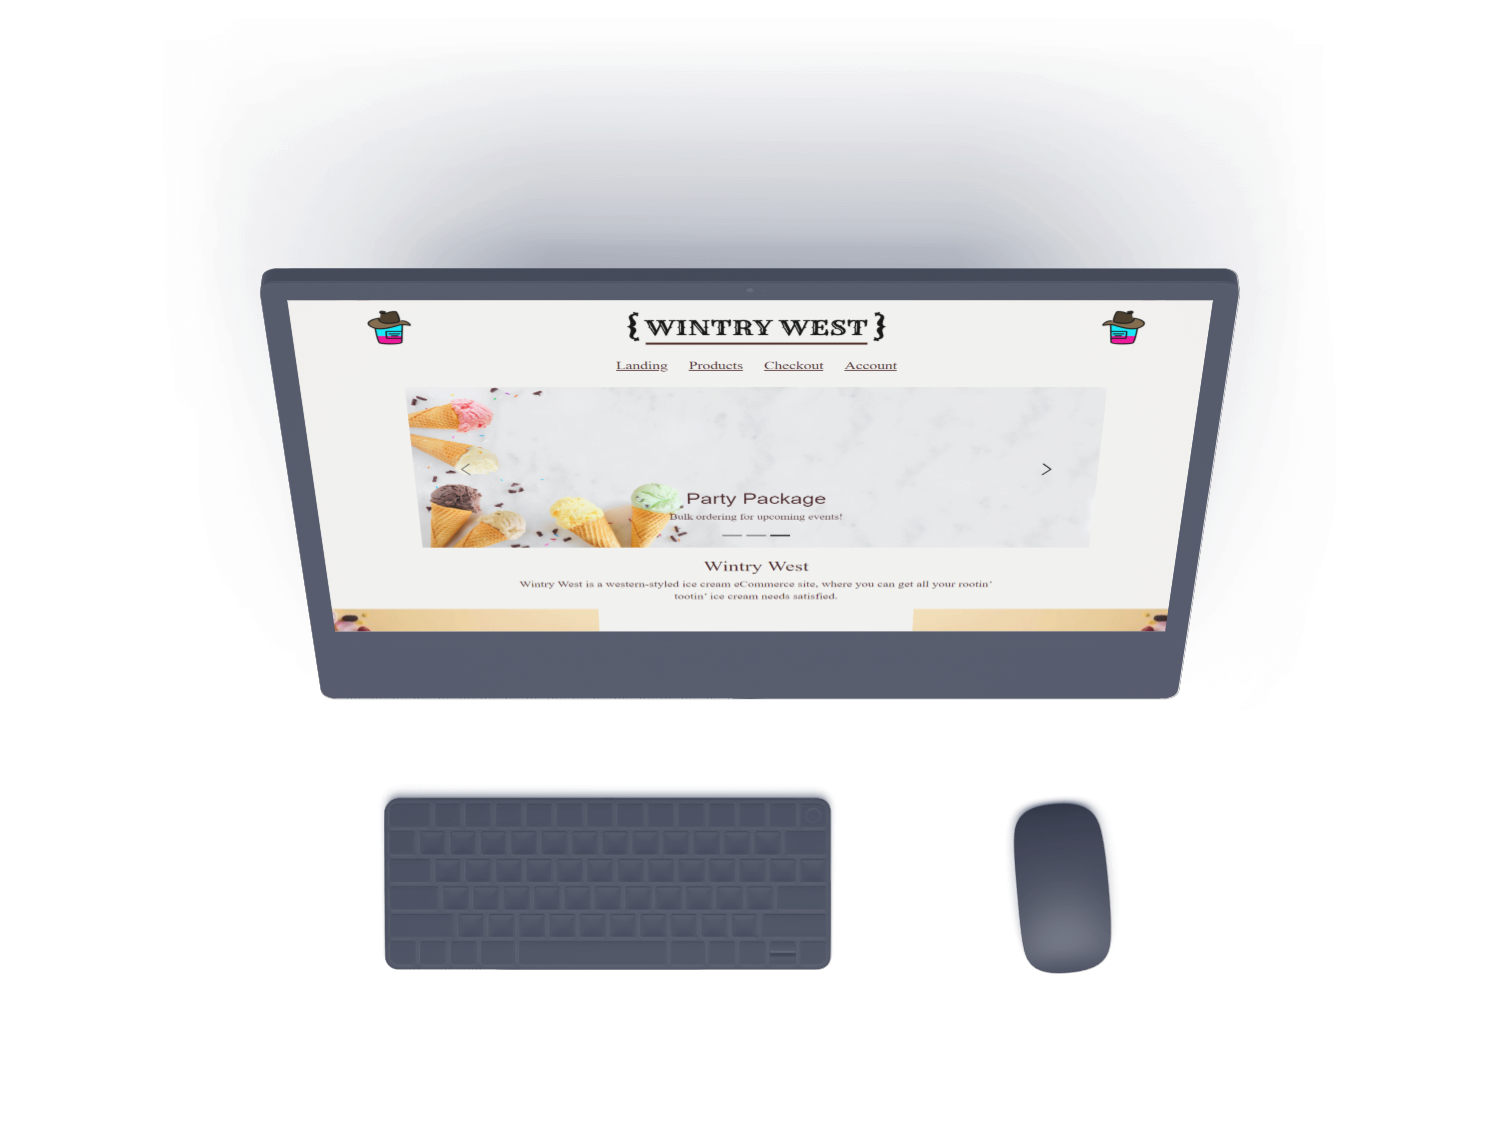 { WINTRY WEST }
Landing Products Checkout Account
Party Package
Bulk ordering for upcoming events!
Wintry West
Wintry West is a western-styled ice cream eCommerce site, where you can get all your rootin'
tootin' ice cream needs satisfied.